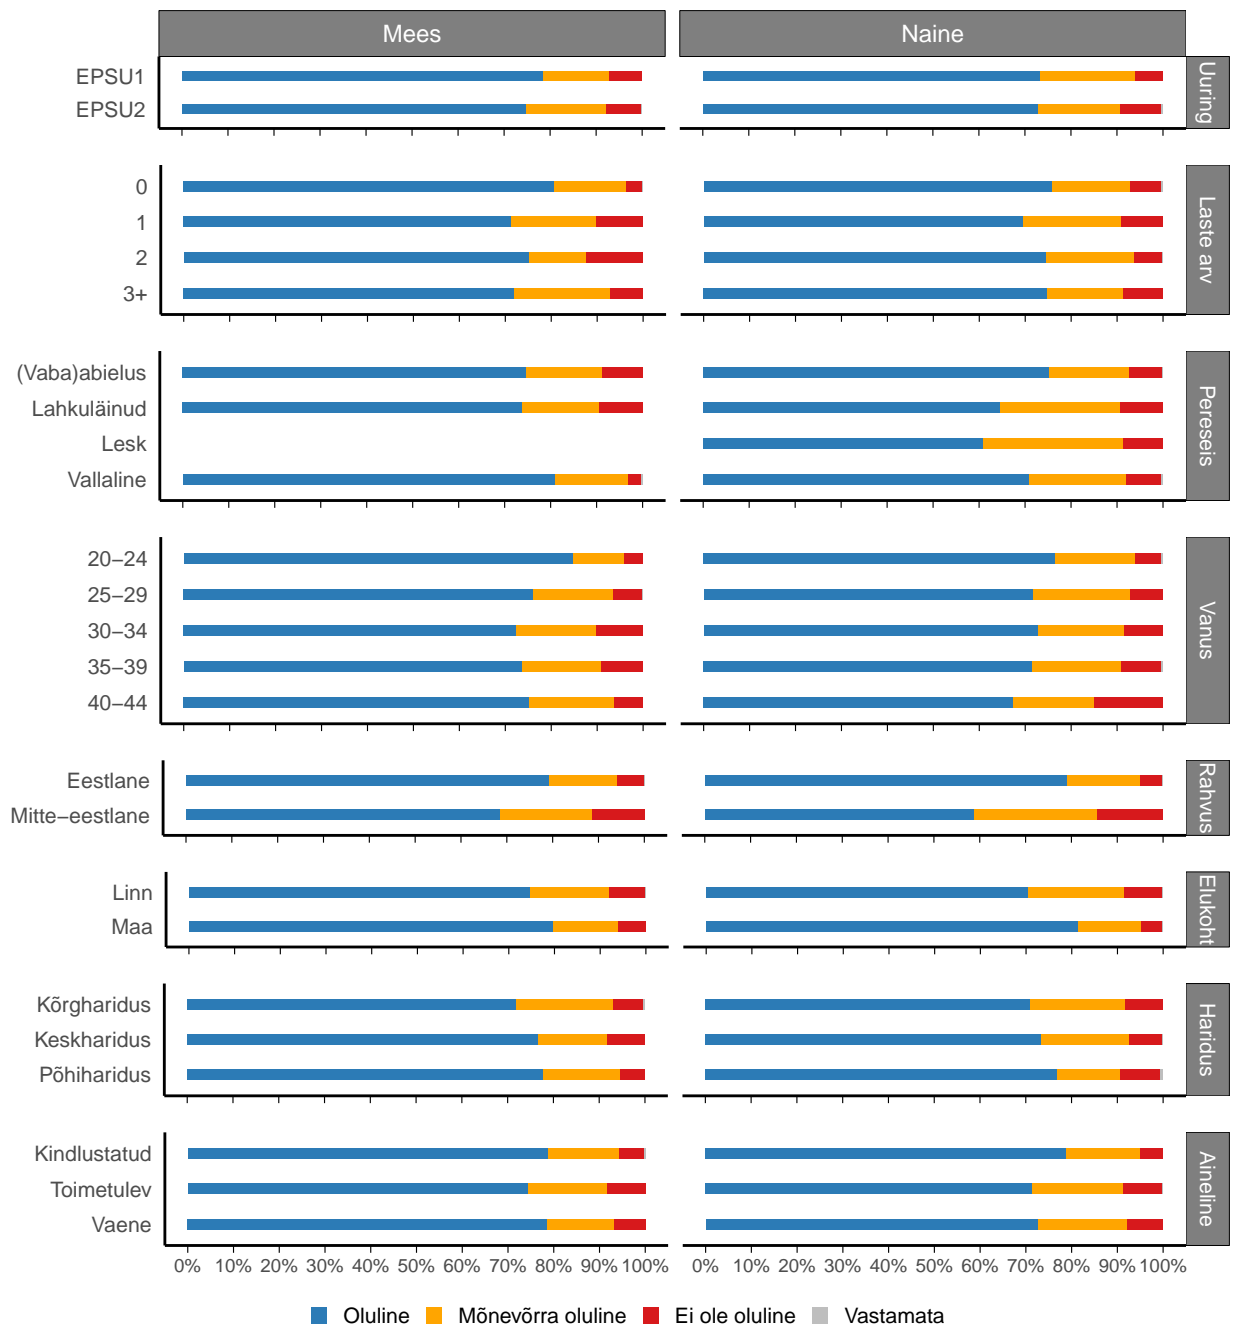 Mees Naine
EPSU1
EPSU2
Uuring
0
1
2
3+
Laste arv
(Vaba)abielus
Lahkuläinud
Lesk
Vallaline
Pereseis
20−24
25−29
30−34
35−39
40−44
Vanus
Eestlane
Mitte−eestlane
Rahvus
Linn
Maa
Elukoht
Kõrgharidus
Keskharidus
Põhiharidus
Haridus
Kindlustatud
Toimetulev
Vaene
Aineline
0% 10% 20% 30% 40% 50% 60% 70% 80% 90% 100% 0% 10% 20% 30% 40% 50% 60% 70% 80% 90% 100%
Oluline Mõnevõrra oluline Ei ole oluline Vastamata